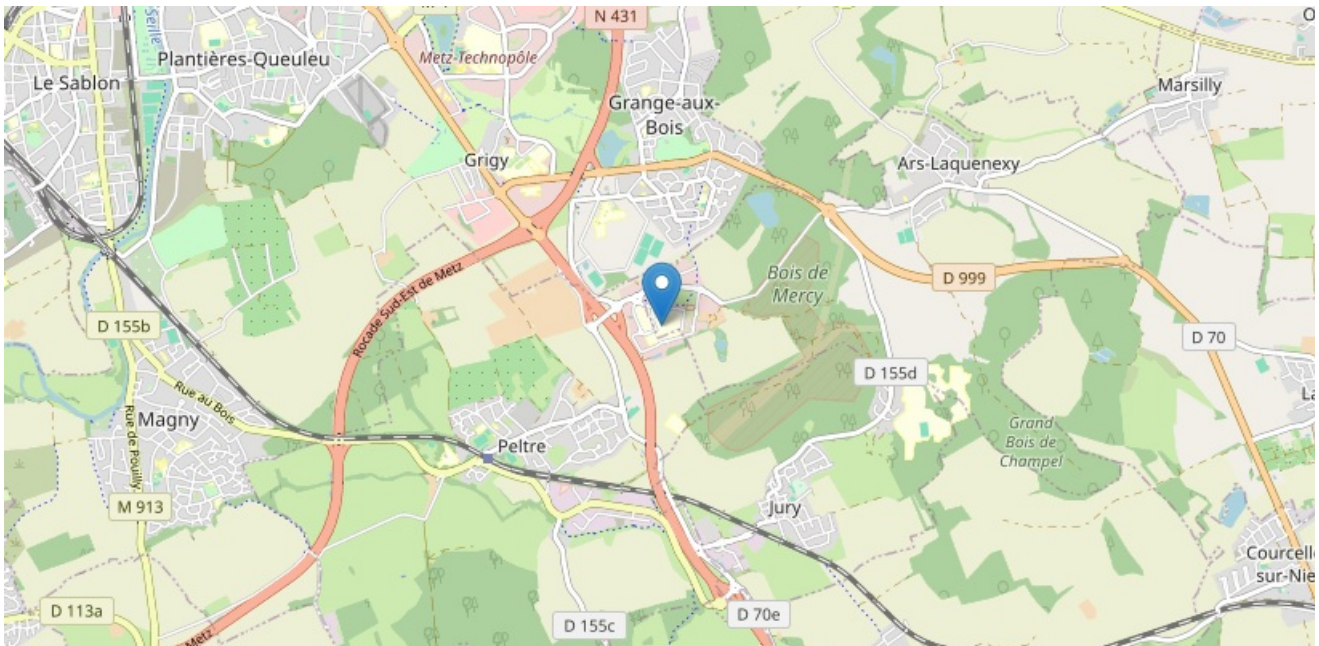 N 431
Plantières-Queuleu
Metz-Technopôle
Le Sablon
Marsilly
Grange-aux-
Bois
Grigy
Ars-Laquenexy
Bois de
Mercy
D 999
Rocade Sud-Est de Metz
D 155b
D 70
D 155d
Rue au Bois
Magny
Rue de Pouilly
Grand
Bois de
Champel
Peltre
M 913
Jury
Courcell
sur-Nie
D 113a
D 70e
D 155c
Metz